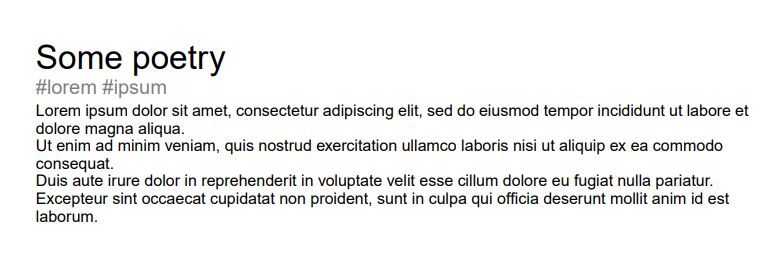 Some poetry
#lorem #ipsum
Lorem ipsum dolor sit amet, consectetur adipiscing elit, sed do eiusmod tempor incididunt ut labore et
dolore magna aliqua.
Ut enim ad minim veniam, quis nostrud exercitation ullamco laboris nisi ut aliquip ex ea commodo
consequat.
Duis aute irure dolor in reprehenderit in voluptate velit esse cillum dolore eu fugiat nulla pariatur.
Excepteur sint occaecat cupidatat non proident, sunt in culpa qui officia deserunt mollit anim id est
laborum.